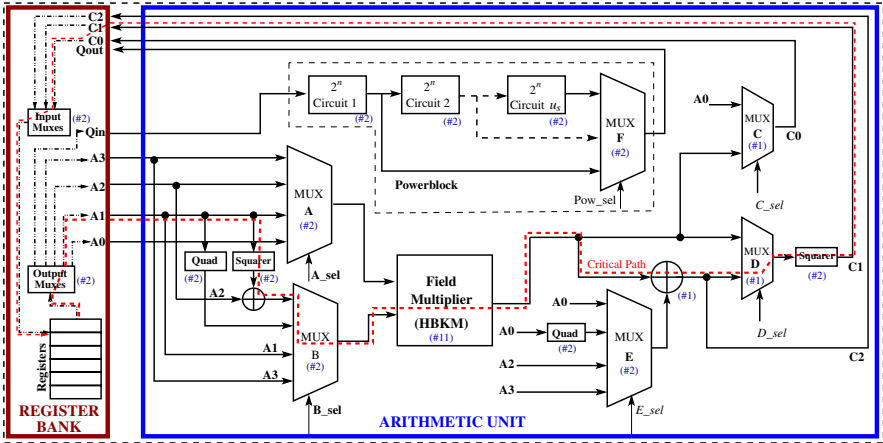 C2
C1
C0
Qout
Input
Muxes
(#2)
Qin
A3
A2
A1
A0
Output
Muxes
(#2)
Registers
REGISTER
BANK
2^n
Circuit 1
(#2)
2^n
Circuit 2
(#2)
2^n
Circuit u_s
(#2)
MUX
F
(#2)
Powerblock
Pow_sel
MUX
A
(#2)
A_sel
Quad
(#2)
Squarer
(#2)
A2
A1
A3
MUX
B
(#2)
B_sel
Field
Multiplier
(HBKM)
(#11)
Critical Path
(#1)
A0
A0
Quad
(#2)
A2
A3
MUX
E
(#2)
E_sel
A0
MUX
C
(#1)
C0
C_sel
MUX
D
(#1)
D_sel
Squarer
(#2)
C1
C2
ARITHMETIC UNIT